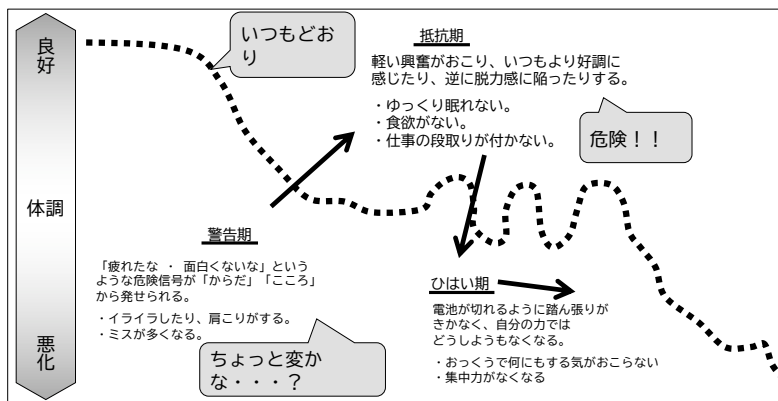 良好
体調
悪化
いつもどお
り
抵抗期
軽い興奮がおこり、いつもより好調に
感じたり、逆に脱力感に陥ったりする。
・ゆっくり眠れない。
・食欲がない。
・仕事の段取りが付かない。
危険！！
警告期
「疲れたな ・ 面白くないな」という
ような危険信号が「からだ」「こころ」
から発せられる。
・イライラしたり、肩こりがする。
・ミスが多くなる。
ちょっと変か
な・・・？
ひはい期
電池が切れるように踏ん張りが
きかなく、自分の力では
どうしようもなくなる。
・おっくうで何にもする気がおこらない
・集中力がなくなる